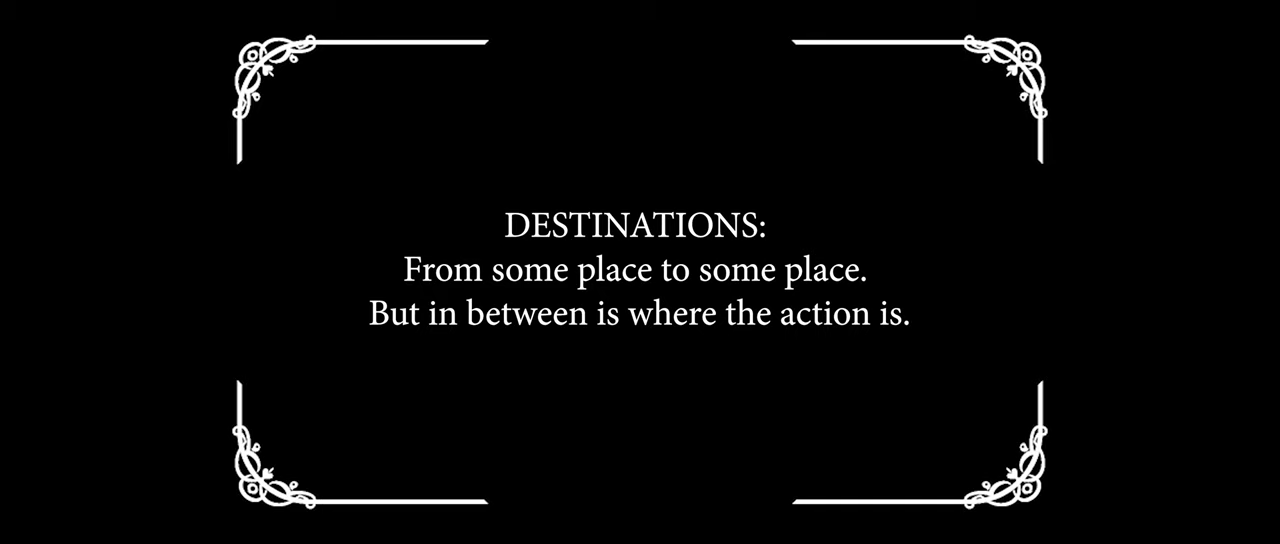 DESTINATIONS:
From some place to some place.
But in between is where the action is.